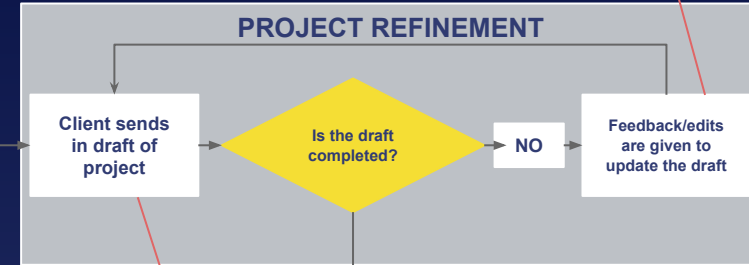 PROJECT REFINEMENT
Client sends
in draft of
project
Is the draft
completed?
NO
Feedback/edits
are given to
update the draft